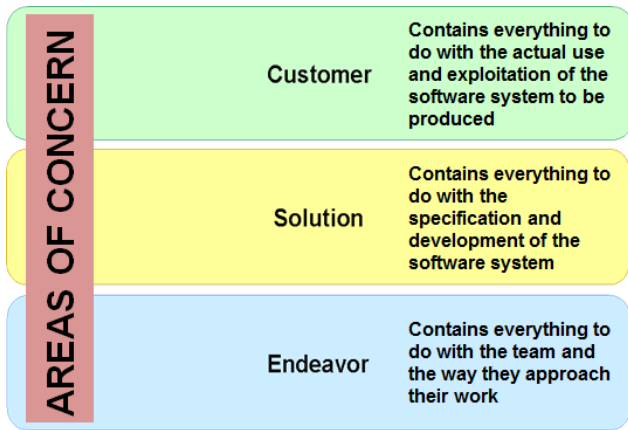 AREAS OF CONCERN
Customer
Contains everything to
do with the actual use
and exploitation of the
software system to be
produced
Solution
Contains everything to
do with the
specification and
development of the
software system
Endeavor
Contains everything to
do with the team and
the way they approach
their work